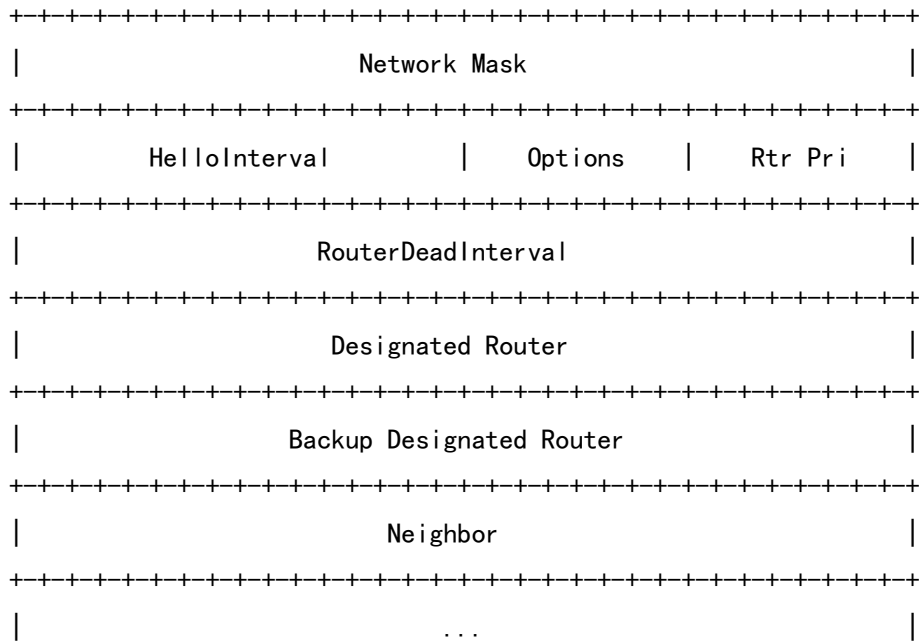 +-+-+-+-+-+-+-+-+-+-+-+-+-+-+-+-+-+-+-+-+-+-+-+-+-+-+-+-+-+-+-+-+
| Network Mask |
+-+-+-+-+-+-+-+-+-+-+-+-+-+-+-+-+-+-+-+-+-+-+-+-+-+-+-+-+-+-+-+-+
| HelloInterval | Options | Rtr Pri |
+-+-+-+-+-+-+-+-+-+-+-+-+-+-+-+-+-+-+-+-+-+-+-+-+-+-+-+-+-+-+-+-+
| RouterDeadInterval |
+-+-+-+-+-+-+-+-+-+-+-+-+-+-+-+-+-+-+-+-+-+-+-+-+-+-+-+-+-+-+-+-+
| Designated Router |
+-+-+-+-+-+-+-+-+-+-+-+-+-+-+-+-+-+-+-+-+-+-+-+-+-+-+-+-+-+-+-+-+
| Backup Designated Router |
+-+-+-+-+-+-+-+-+-+-+-+-+-+-+-+-+-+-+-+-+-+-+-+-+-+-+-+-+-+-+-+-+
| Neighbor |
+-+-+-+-+-+-+-+-+-+-+-+-+-+-+-+-+-+-+-+-+-+-+-+-+-+-+-+-+-+-+-+-+
| ... |